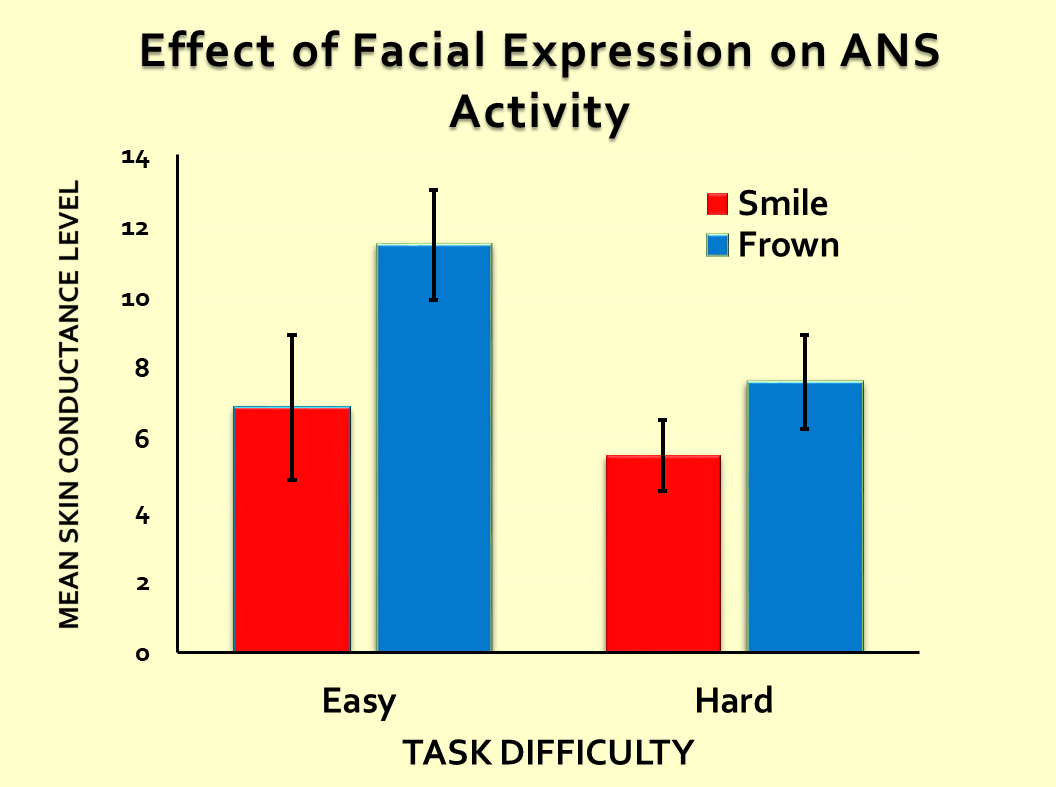 Effect of Facial Expression on ANS
Activity
MEAN SKIN CONDUCTANCE LEVEL
14
12
10
8
6
4
2
0
Smile
Frown
Easy
Hard
TASK DIFFICULTY